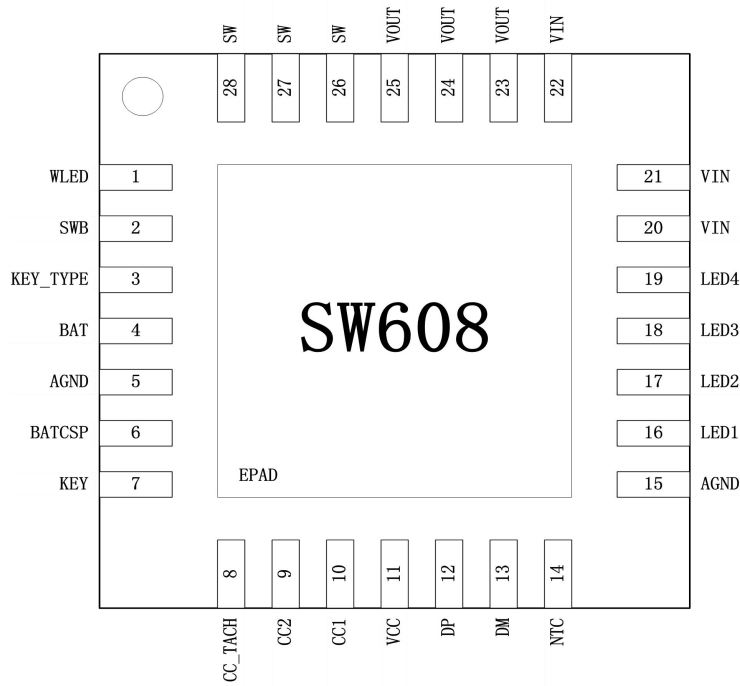 SW SW SW VOUT VOUT VOUT VIN
28 27 26 25 24 23 22
WLED 1 21 VIN
SWB 2 20 VIN
KEY_TYPE 3 19 LED4
BAT 4 SW608 18 LED3
AGND 5 17 LED2
BATCSP 6 16 LED1
KEY 7 EPAD 15 AGND
8 9 10 11 12 13 14
CC_TACH CC2 CC1 VCC DP DM NTC